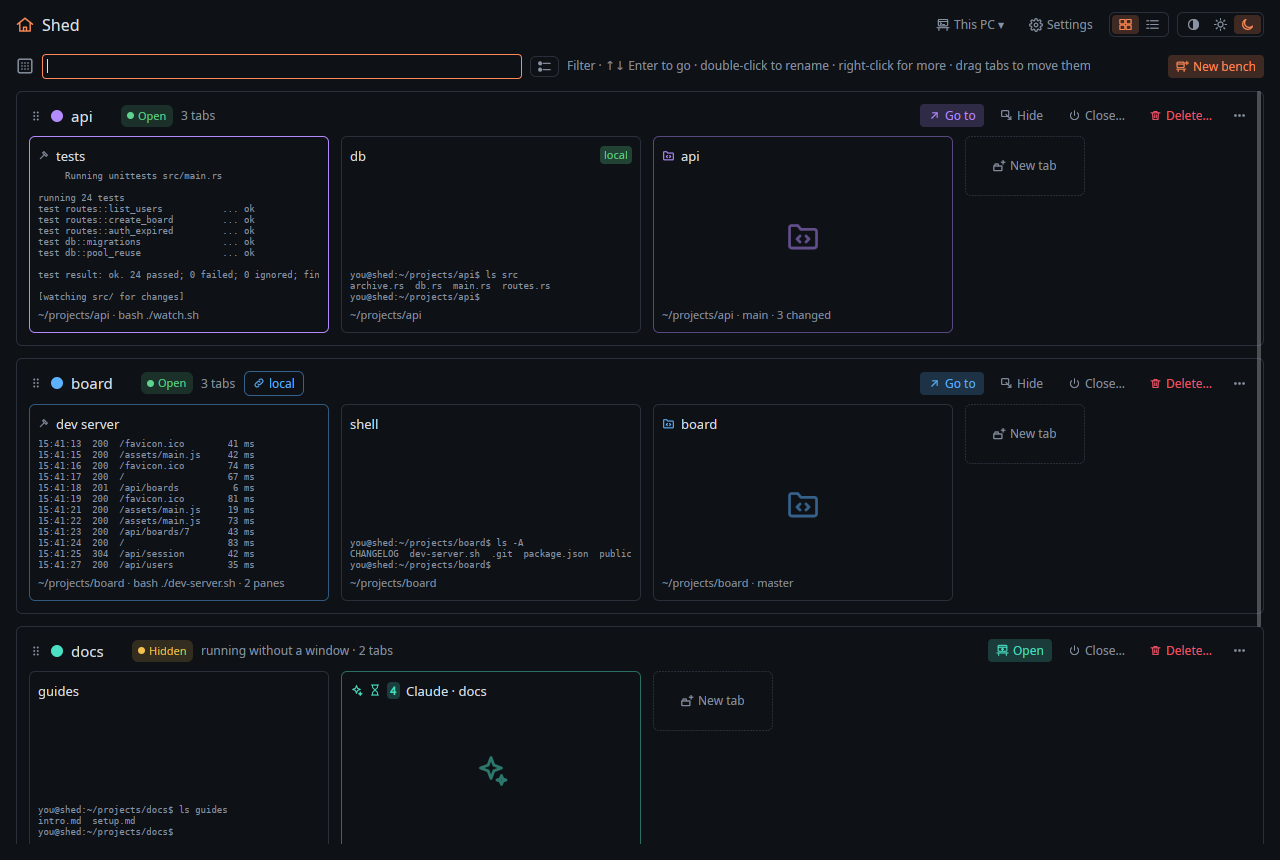 Shed
This PC ▾
Settings
Filter · ↑↓ Enter to go · double-click to rename · right-click for more · drag tabs to move them
New bench
api
Open
3 tabs
Go to
Hide
Close...
Delete...
tests
Running unittests src/main.rs
running 24 tests
test routes::list_users ... ok
test routes::create_board ... ok
test routes::auth_expired ... ok
test db::migrations ... ok
test db::pool_reuse ... ok
test result: ok. 24 passed; 0 failed; 0 ignored; fin
[watching src/ for changes]
~/projects/api · bash ./watch.sh
db
local
you@shed:~/projects/api$ ls src
archive.rs db.rs main.rs routes.rs
you@shed:~/projects/api$
~/projects/api
api
~/projects/api · main · 3 changed
New tab
board
Open
3 tabs
local
Go to
Hide
Close...
Delete...
dev server
15:41:13 200 /favicon.ico 41 ms
15:41:15 200 /assets/main.js 42 ms
15:41:16 200 /favicon.ico 74 ms
15:41:17 200 / 67 ms
15:41:18 201 /api/boards 6 ms
15:41:19 200 /favicon.ico 81 ms
15:41:21 200 /assets/main.js 19 ms
15:41:22 200 /assets/main.js 73 ms
15:41:23 200 /api/boards/7 43 ms
15:41:24 200 / 83 ms
15:41:25 304 /api/session 42 ms
15:41:27 200 /api/users 35 ms
~/projects/board · bash ./dev-server.sh · 2 panes
shell
you@shed:~/projects/board$ ls -A
CHANGELOG dev-server.sh .git package.json public
you@shed:~/projects/board$
~/projects/board
board
~/projects/board · master
New tab
docs
Hidden
running without a window · 2 tabs
Open
Close...
Delete...
guides
you@shed:~/projects/docs$ ls guides
intro.md setup.md
you@shed:~/projects/docs$
4
Claude · docs
New tab